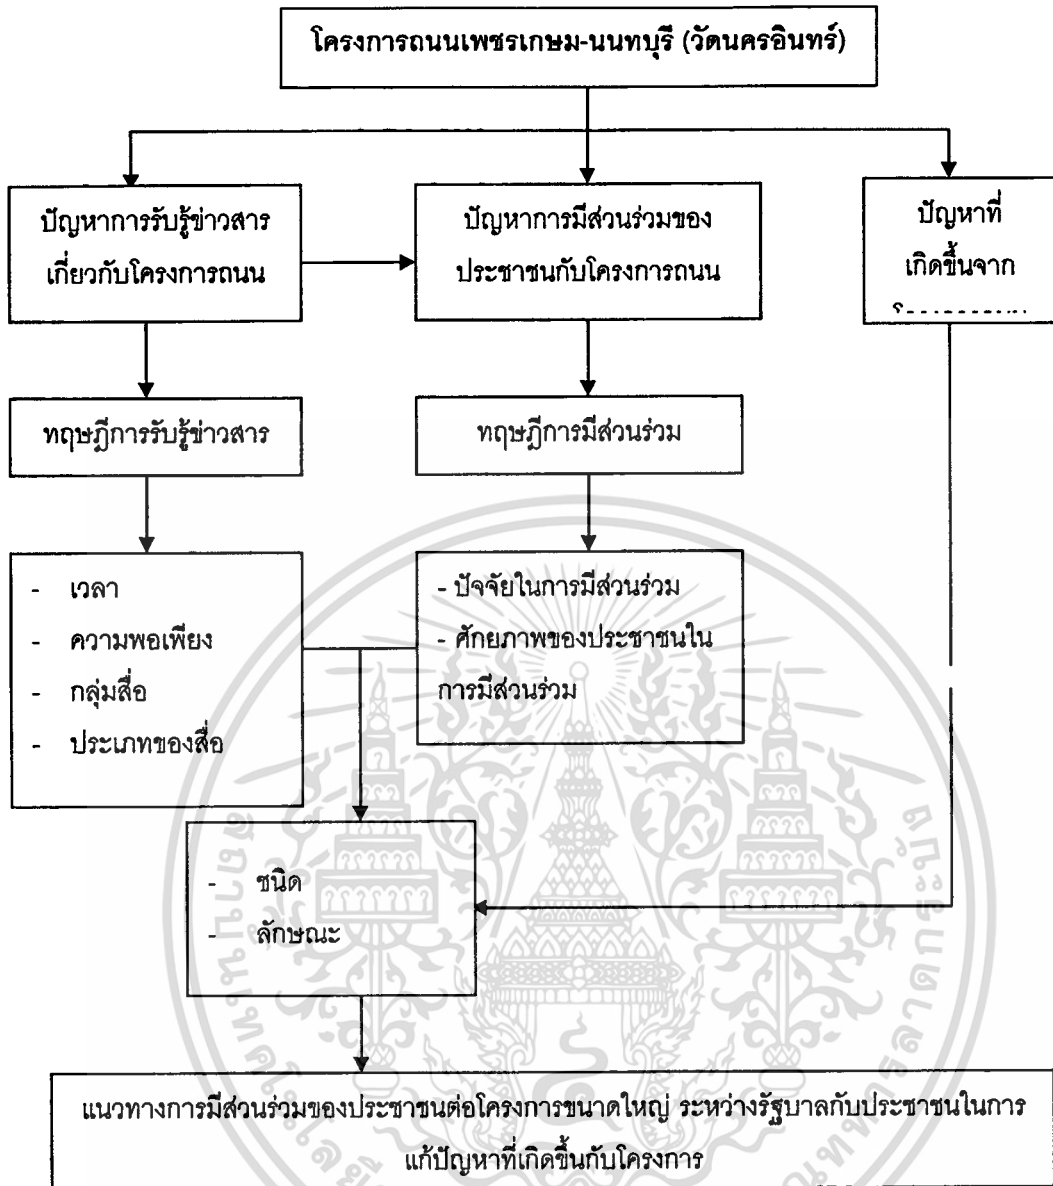 โครงการถนนเพชรเกษม-นนทบุรี (วัดนครอินทร์)
ปัญหาการรับรู้ข่าวสาร
เกี่ยวกับโครงการถนน
ปัญหาการมีส่วนร่วมของ
ประชาชนกับโครงการถนน
ปัญหาที่
เกิดขึ้นจาก
ทฤษฎีการรับรู้ข่าวสาร
ทฤษฎีการมีส่วนร่วม
- เวลา
- ความพอเพียง
- กลุ่มสื่อ
- ประเภทของสื่อ
- ปัจจัยในการมีส่วนร่วม
- ศักยภาพของประชาชนใน
การมีส่วนร่วม
- ชนิด
- ลักษณะ
แนวทางการมีส่วนร่วมของประชาชนต่อโครงการขนาดใหญ่ ระหว่างรัฐบาลกับประชาชนในการ
แก้ปัญหาที่เกิดขึ้นกับโครงการ